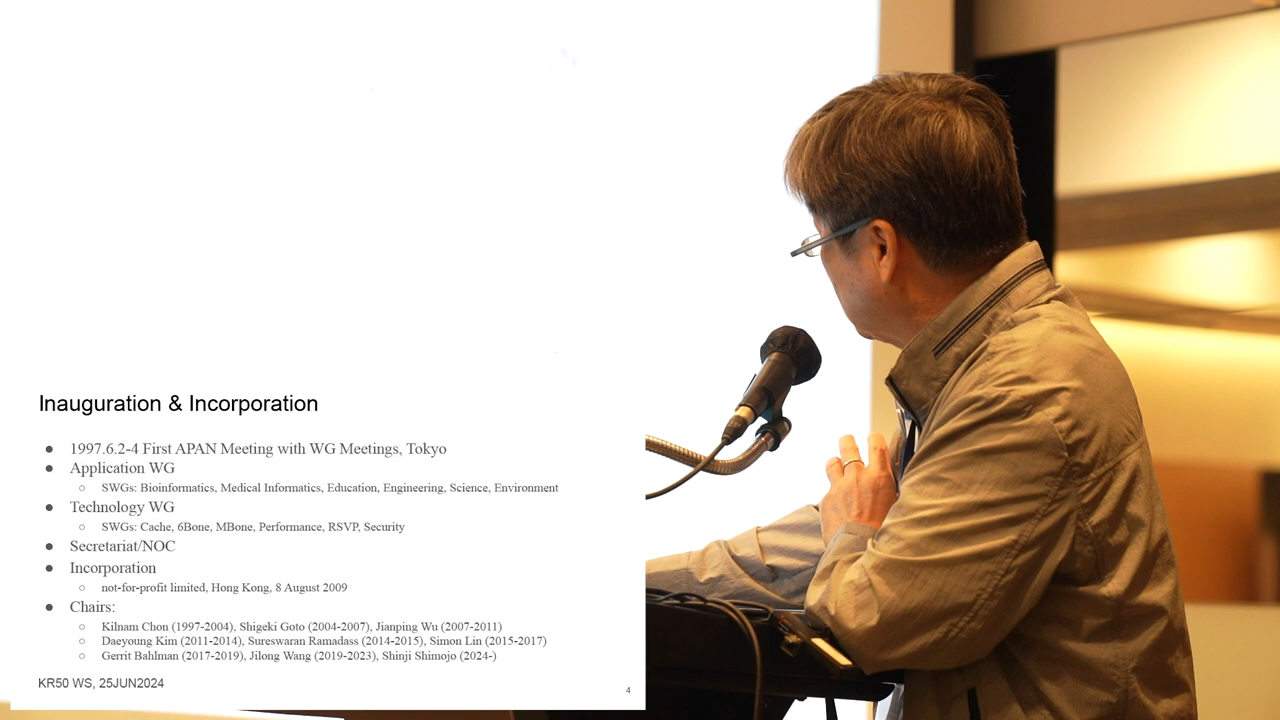 Inauguration & Incorporation
● 1997.6.2-4 First APAN Meeting with WG Meetings, Tokyo
● Application WG
○ SWGs: Bioinformatics, Medical Informatics, Education, Engineering, Science, Environment
● Technology WG
○ SWGs: Cache, 6Bone, MBone, Performance, RSVP, Security
● Secretariat/NOC
● Incorporation
○ not-for-profit limited, Hong Kong, 8 August 2009
● Chairs:
○ Kilnam Chon (1997-2004), Shigeki Goto (2004-2007), Jianping Wu (2007-2011)
○ Daeyoung Kim (2011-2014), Sureswaran Ramadass (2014-2015), Simon Lin (2015-2017)
○ Gerrit Bahlman (2017-2019), Jilong Wang (2019-2023), Shinji Shimojo (2024-)
KR50 WS, 25JUN2024
4